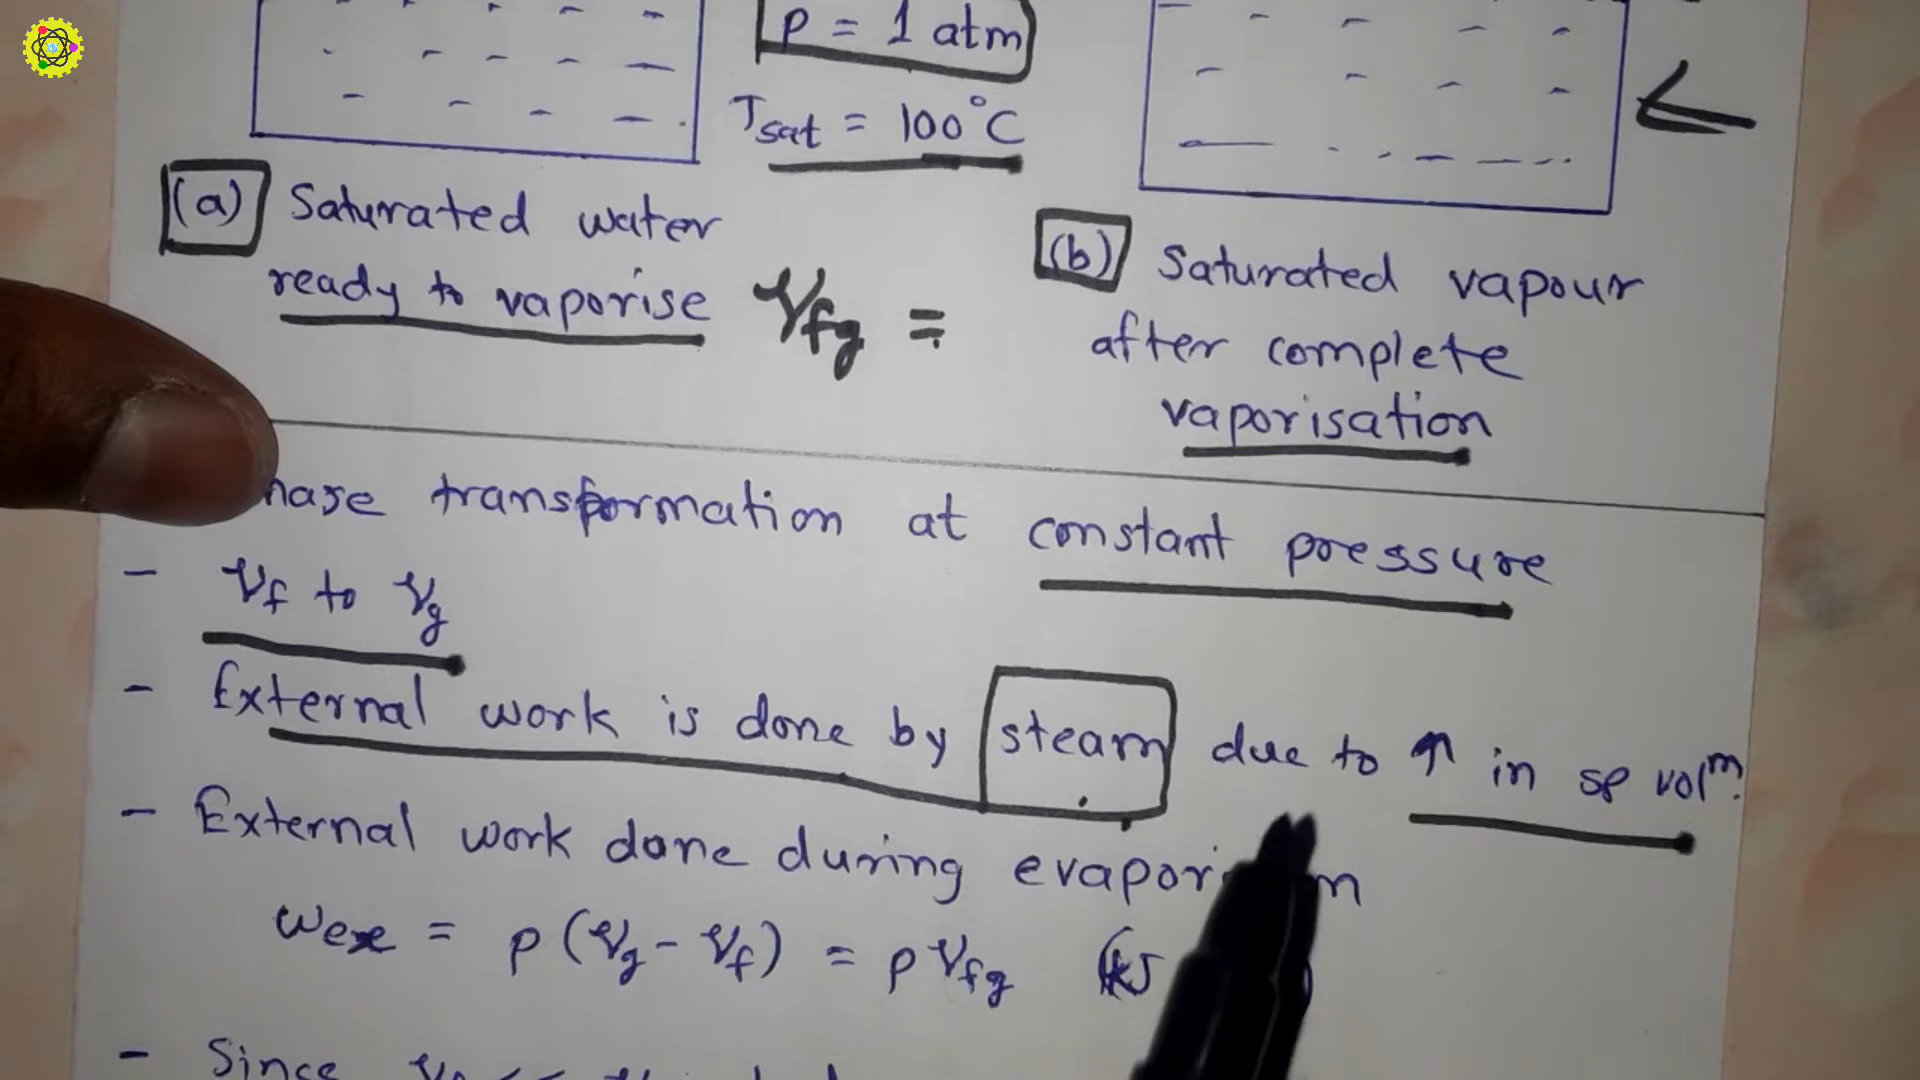 p = 1 atm
Tsat = 100°C
(a) Saturated water
ready to vaporise
vfg =
(b) Saturated vapour
after complete
vaporisation
transformation at constant pressure
- vf to vg
- External work is done by steam due to ↑ in sp volm.
- External work done during
wex = p (vg - vf) = p vfg (kJ
- Since